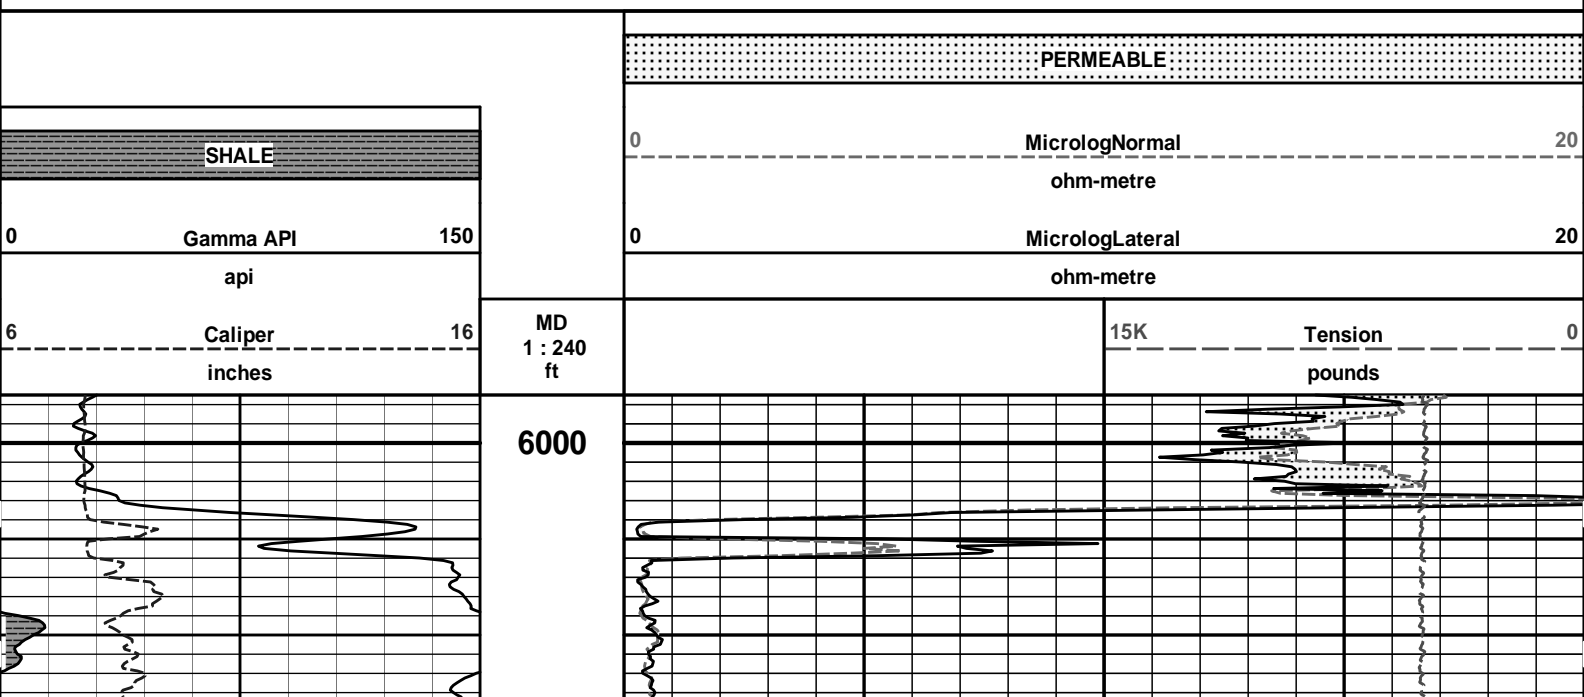 PERMEABLE
0 MicrologNormal 20
ohm-metre
SHALE
0 Gamma API 150
api
0 MicrologLateral 20
ohm-metre
6 Caliper 16
inches
MD
1 : 240
ft
15K Tension 0
pounds
6000